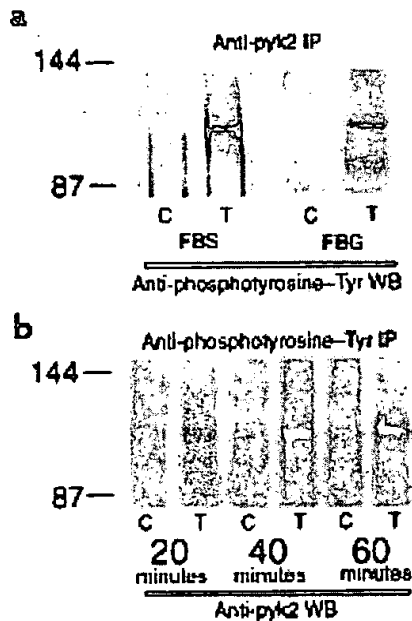 a
Anti-pyk2 IP
144
87
C T C T
FBS FBG
Anti-phosphotyrosine–Tyr WB
b
Anti-phosphotyrosine–Tyr IP
144
87
C T C T C T
20 40 60
minutes minutes minutes
Anti-pyk2 WB